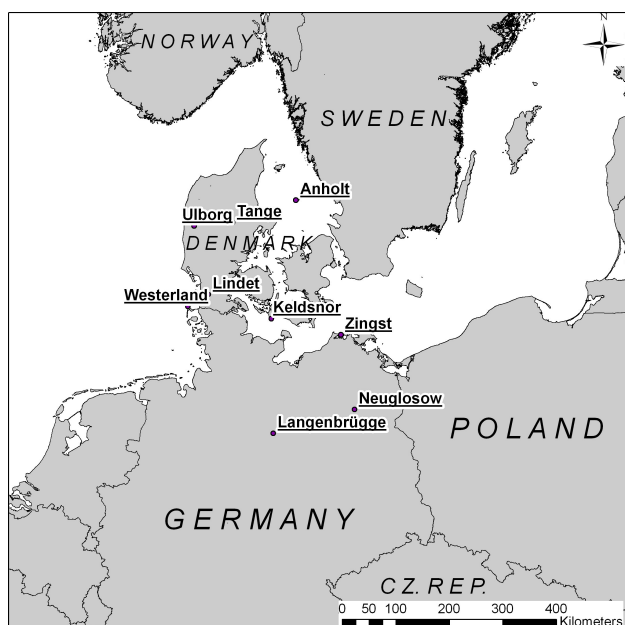 N
NORWAY
SWEDEN
Anholt
Ulborg Tange
DENMARK
Lindet
Westerland
Keldsnor
Zingst
Neuglosow
Langenbrügge
POLAND
GERMANY
CZ. REP.
0 50 100 200 300 400
Kilometers